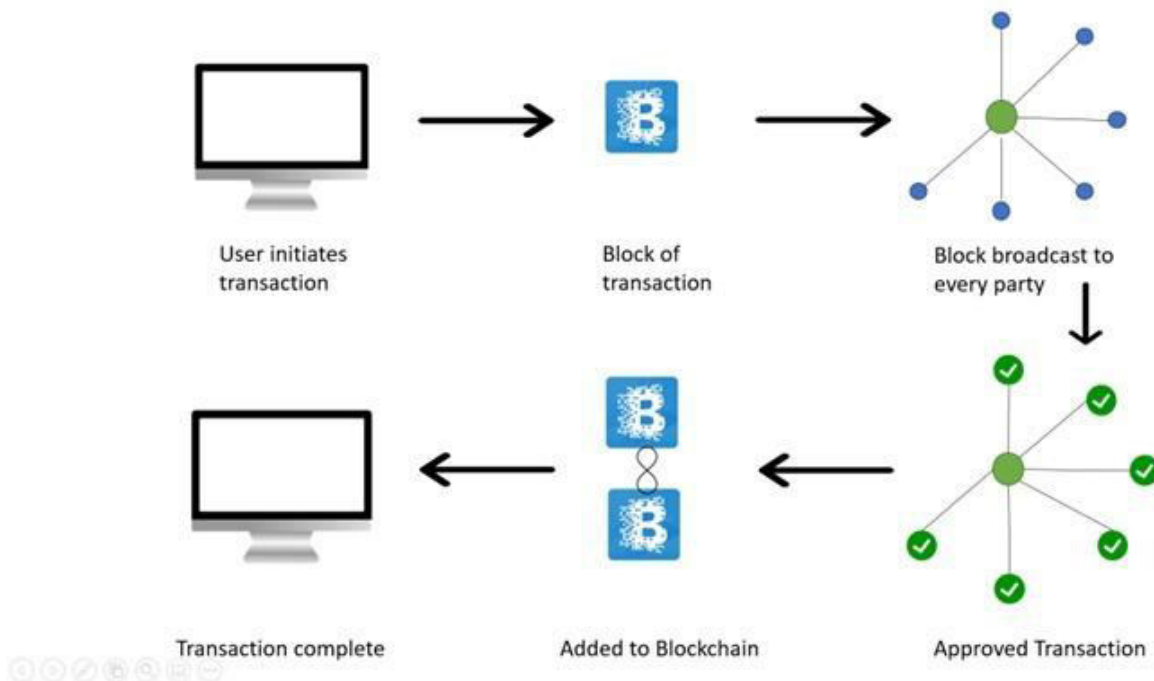 User initiates
transaction
Block of
transaction
Block broadcast to
every party
Transaction complete
Added to Blockchain
Approved Transaction